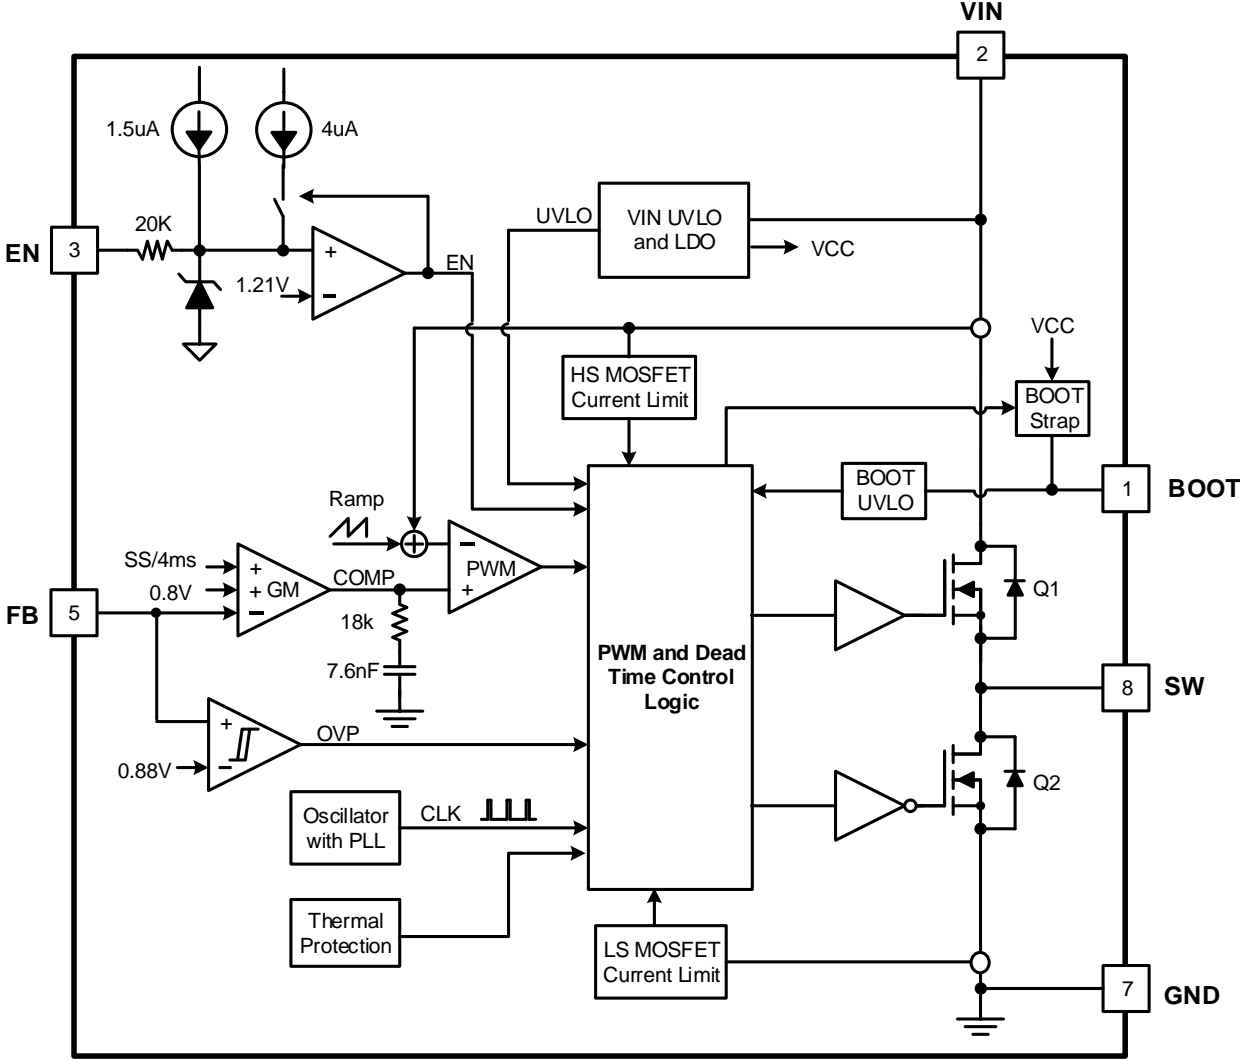 VIN
2
1.5uA
4uA
20K
EN
3
+
1.21V
−
EN
UVLO
VIN UVLO
and LDO
VCC
VCC
HS MOSFET
Current Limit
BOOT
Strap
BOOT
UVLO
1
BOOT
Ramp
+
−
PWM
+
SS/4ms
+
0.8V
+
GM
−
COMP
FB
5
18k
7.6nF
Q1
PWM and Dead
Time Control
Logic
8
SW
+
OVP
0.88V
−
Q2
Oscillator
with PLL
CLK
Thermal
Protection
LS MOSFET
Current Limit
7
GND